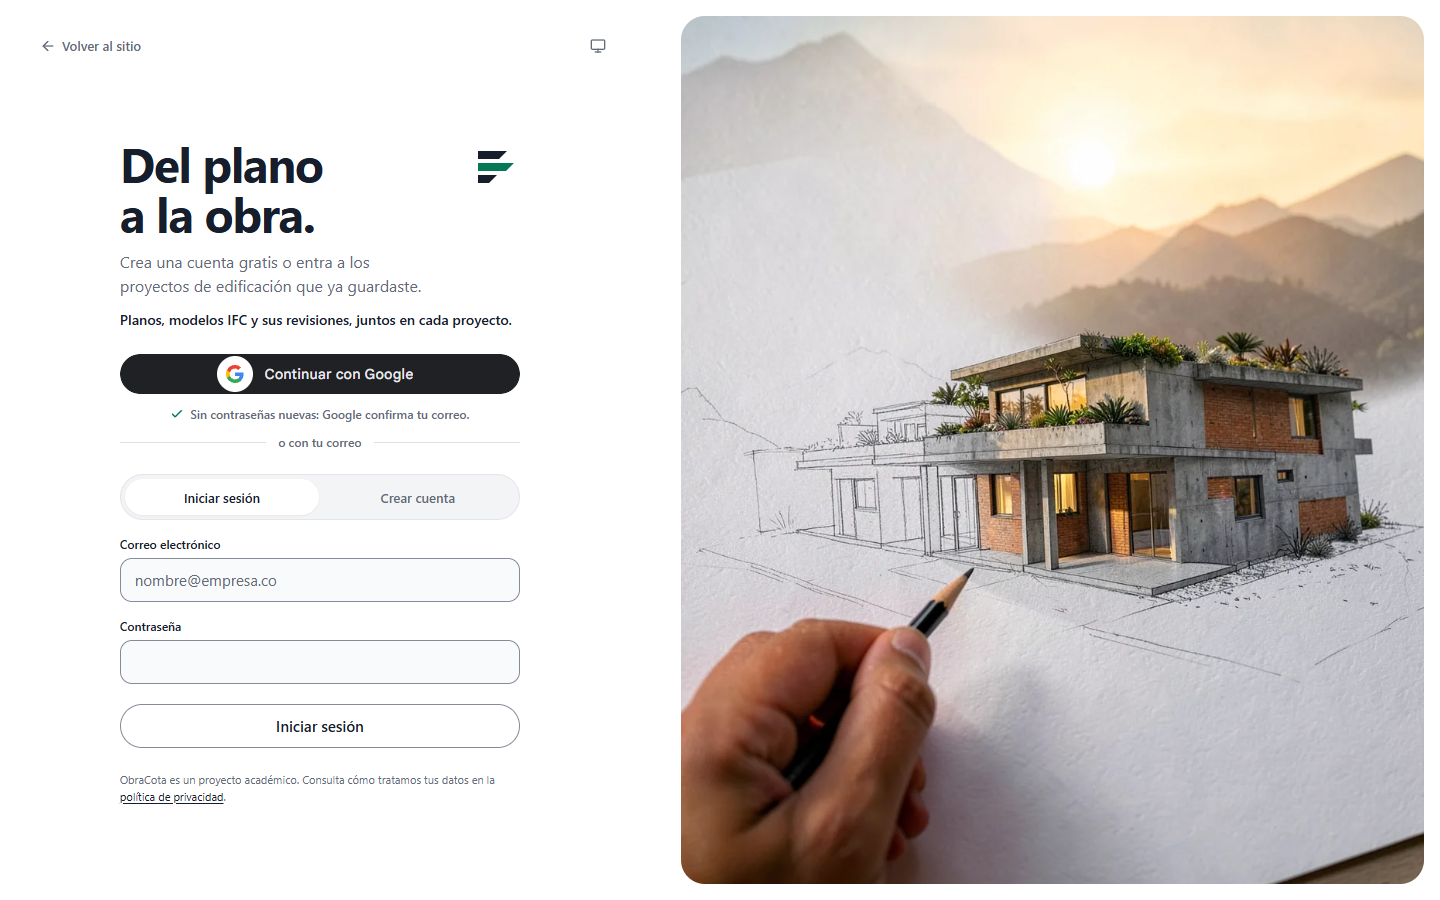 Volver al sitio
Del plano
a la obra.
Crea una cuenta gratis o entra a los
proyectos de edificación que ya guardaste.
Planos, modelos IFC y sus revisiones, juntos en cada proyecto.
Continuar con Google
Sin contraseñas nuevas: Google confirma tu correo.
o con tu correo
Iniciar sesión
Crear cuenta
Correo electrónico
nombre@empresa.co
Contraseña
Iniciar sesión
ObraCota es un proyecto académico. Consulta cómo tratamos tus datos en la
política de privacidad.